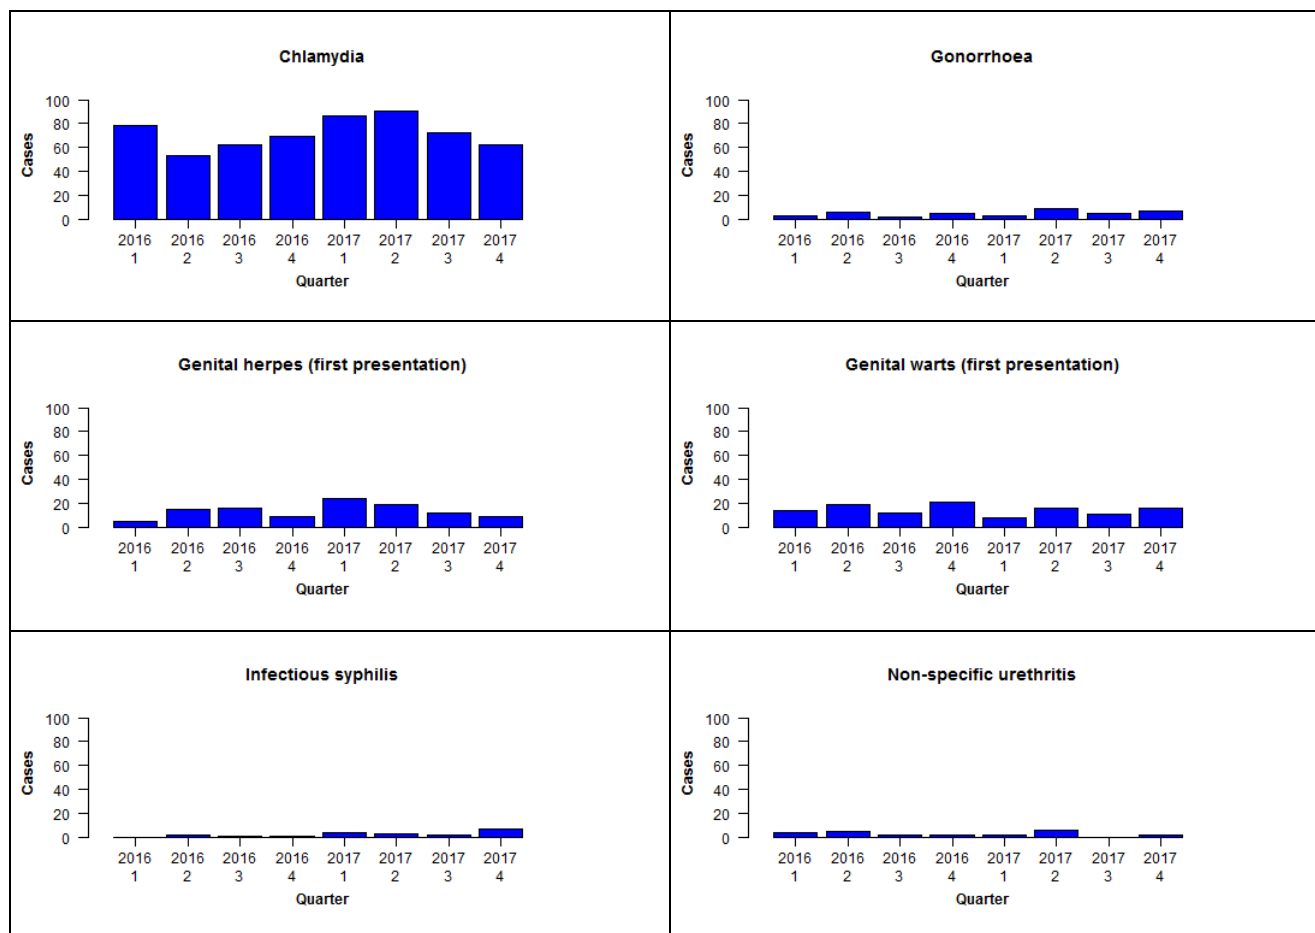 Chlamydia
100
80
60
40
20
0
Cases
2016 2016 2016 2016 2017 2017 2017 2017
1 2 3 4 1 2 3 4
Quarter
Gonorrhoea
100
80
60
40
20
0
Cases
2016 2016 2016 2016 2017 2017 2017 2017
1 2 3 4 1 2 3 4
Quarter
Genital herpes (first presentation)
100
80
60
40
20
0
Cases
2016 2016 2016 2016 2017 2017 2017 2017
1 2 3 4 1 2 3 4
Quarter
Genital warts (first presentation)
100
80
60
40
20
0
Cases
2016 2016 2016 2016 2017 2017 2017 2017
1 2 3 4 1 2 3 4
Quarter
Infectious syphilis
100
80
60
40
20
0
Cases
2016 2016 2016 2016 2017 2017 2017 2017
1 2 3 4 1 2 3 4
Quarter
Non-specific urethritis
100
80
60
40
20
0
Cases
2016 2016 2016 2016 2017 2017 2017 2017
1 2 3 4 1 2 3 4
Quarter